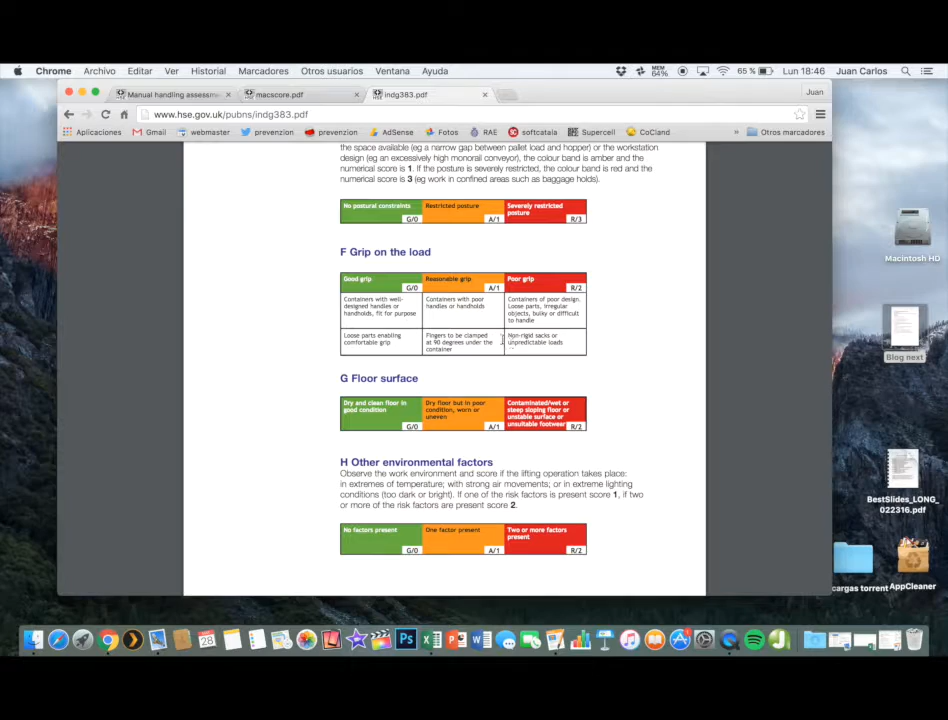 Chrome Archivo Editar Ver Historial Marcadores Otros usuarios Ventana Ayuda MEM 64% 65 % Lun 18:46 Juan Carlos
Manual handling assessm macscore.pdf indg383.pdf Juan
www.hse.gov.uk/pubns/indg383.pdf
Aplicaciones Gmail webmaster prevenzion prevenzion AdSense Fotos RAE softcatala Supercell CoCland » Otros marcadores
the space available (eg a narrow gap between pallet load and hopper) or the workstation
design (eg an excessively high monorail conveyor), the colour band is amber and the
numerical score is 1. If the posture is severely restricted, the colour band is red and the
numerical score is 3 (eg work in confined areas such as baggage holds).
No postural constraints
G/0
Restricted posture
A/1
Severely restricted
posture
R/3
F Grip on the load
Good grip
G/0
Reasonable grip
A/1
Poor grip
R/2
Containers with well-
designed handles or
handholds, fit for purpose
Containers with poor
handles or handholds
Containers of poor design.
Loose parts, irregular
objects, bulky or difficult
to handle
Loose parts enabling
comfortable grip
Fingers to be clamped
at 90 degrees under the
container
Non-rigid sacks or
unpredictable loads
G Floor surface
Dry and clean floor in
good condition
G/0
Dry floor but in poor
condition, worn or
uneven
A/1
Contaminated/wet or
steep sloping floor or
unstable surface or
unsuitable footwear
R/2
H Other environmental factors
Observe the work environment and score if the lifting operation takes place:
in extremes of temperature; with strong air movements; or in extreme lighting
conditions (too dark or bright). If one of the risk factors is present score 1, if two
or more of the risk factors are present score 2.
No factors present
G/0
One factor present
A/1
Two or more factors
present
R/2
Macintosh HD
Blog next
BestSlides_LONG_
022316.pdf
cargas torrent
AppCleaner
28